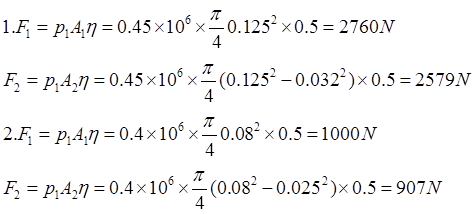 1.F₁ = p₁A₁η = 0.45×10⁶×π/4 0.125²×0.5 = 2760N
F₂ = p₁A₂η = 0.45×10⁶×π/4(0.125²−0.032²)×0.5 = 2579N
2.F₁ = p₁A₁η = 0.4×10⁶×π/4 0.08²×0.5 = 1000N
F₂ = p₁A₂η = 0.4×10⁶×π/4(0.08²−0.025²)×0.5 = 907N